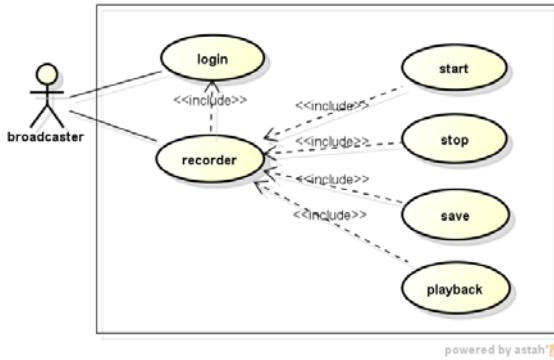 login
start
<<include>>
<<include>>
broadcaster
<<include>>
stop
recorder
<<include>>
save
<<include>>
playback
powered by astah*